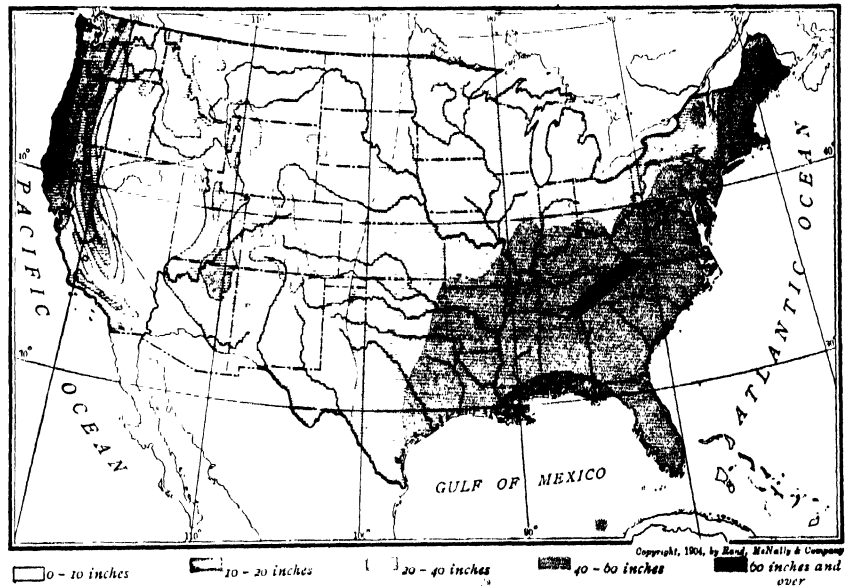 PACIFIC
OCEAN
ATLANTIC OCEAN
GULF OF MEXICO
Copyright, 1904, by Rand, McNally & Company
0 - 10 inches
10 - 20 inches
20 - 40 inches
40 - 60 inches
60 inches and
over